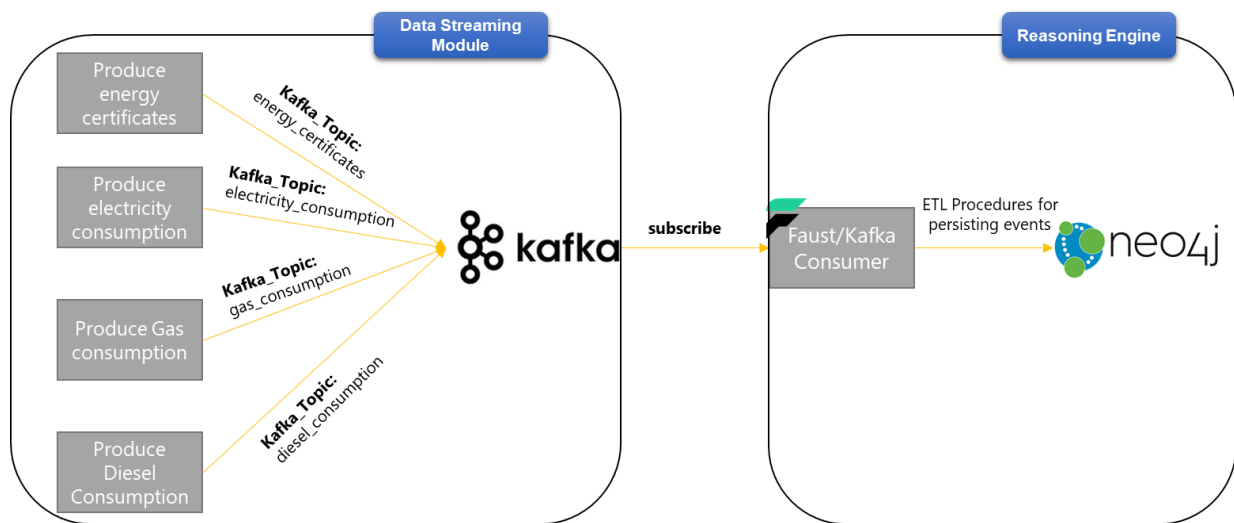 Data Streaming
Module
Reasoning Engine
Produce
energy
certificates
Kafka_Topic:
energy_certificates
Produce
electricity
consumption
Kafka_Topic:
electricity_consumption
kafka
subscribe
Faust/Kafka
Consumer
ETL Procedures for
persisting events
neo4j
Produce Gas
consumption
Kafka_Topic:
gas_consumption
Produce
Diesel
Consumption
Kafka_Topic:
diesel_consumption